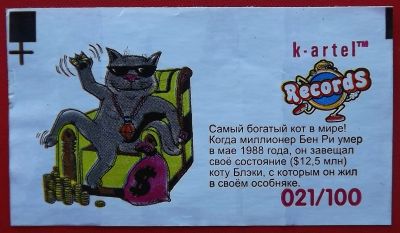 k-artel™
Records
Самый богатый кот в мире!
Когда миллионер Бен Ри умер
в мае 1988 года, он завещал
своё состояние ($12,5 млн)
коту Блэки, с которым он жил
в своём особняке.
$
021/100